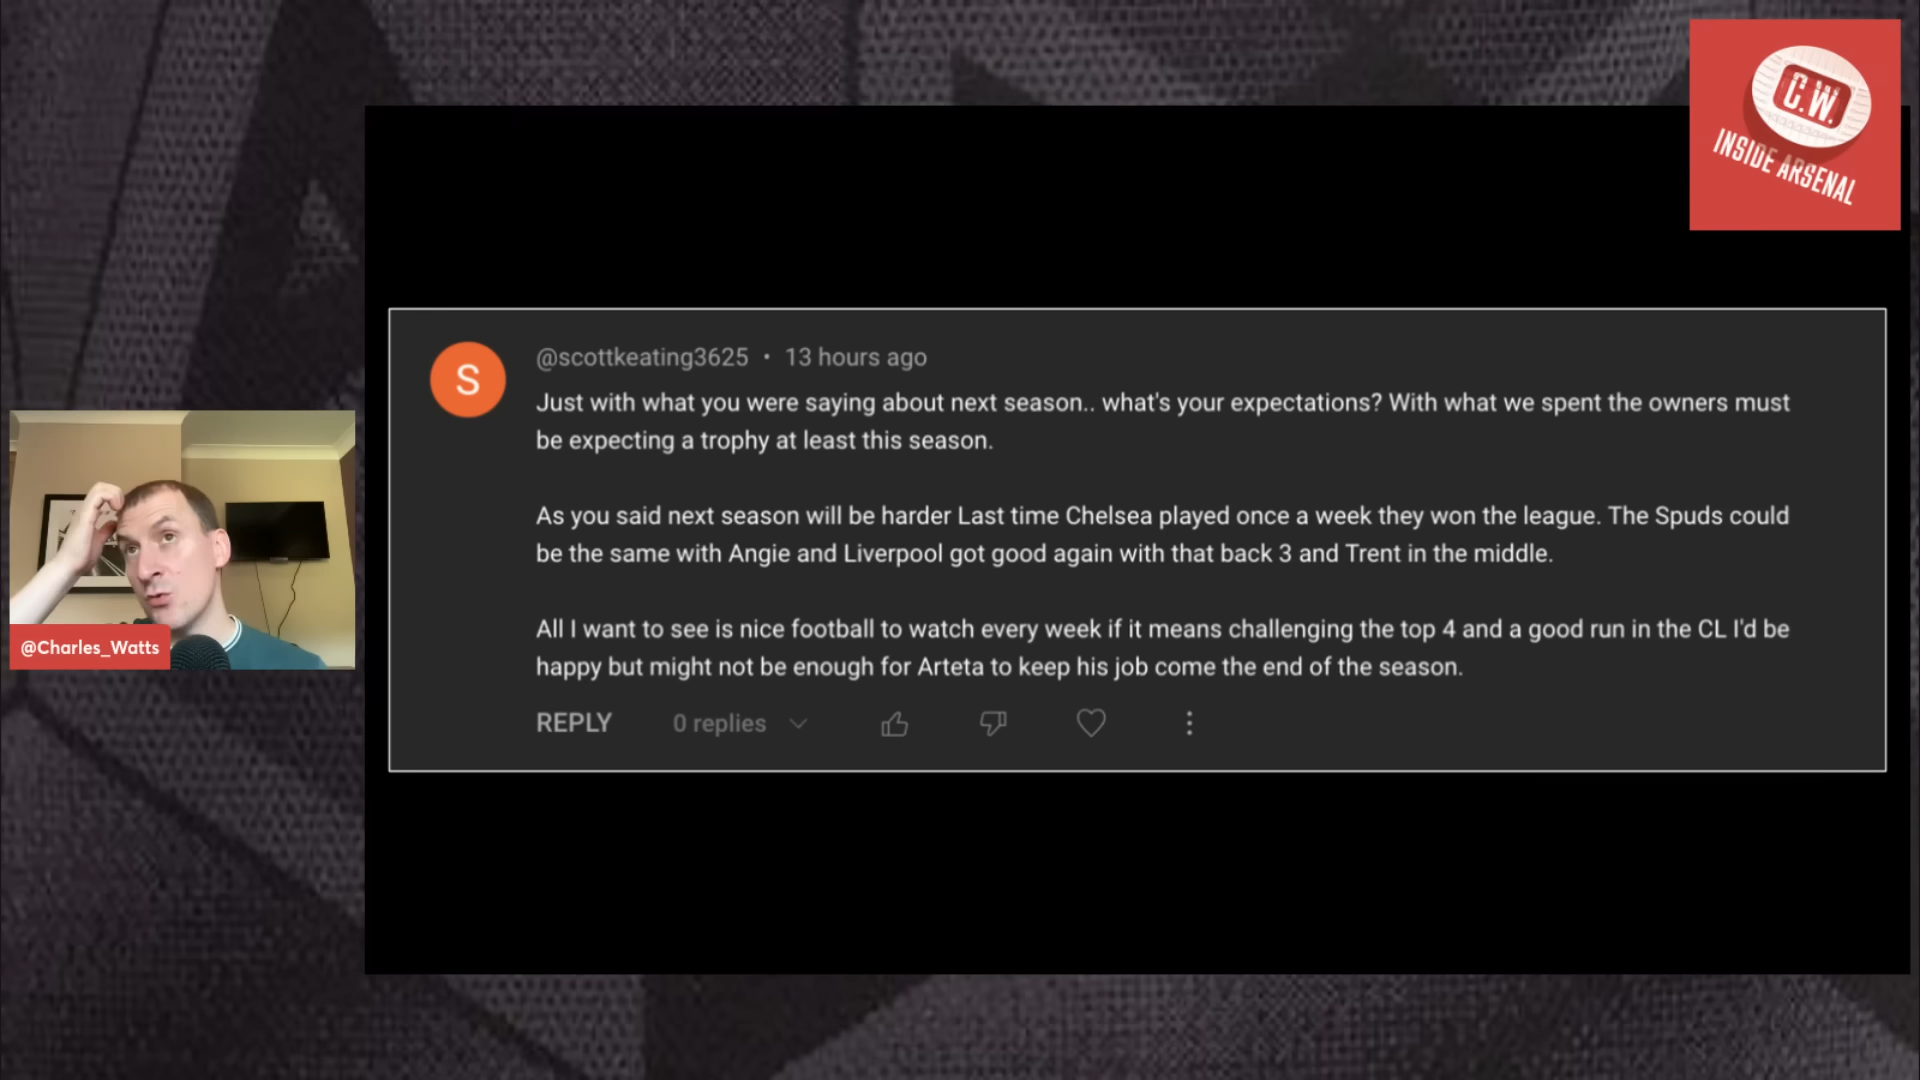 C.W.
INSIDE ARSENAL
S
@scottkeating3625 • 13 hours ago
Just with what you were saying about next season.. what's your expectations? With what we spent the owners must
be expecting a trophy at least this season.
As you said next season will be harder Last time Chelsea played once a week they won the league. The Spuds could
be the same with Angie and Liverpool got good again with that back 3 and Trent in the middle.
All I want to see is nice football to watch every week if it means challenging the top 4 and a good run in the CL I'd be
happy but might not be enough for Arteta to keep his job come the end of the season.
REPLY 0 replies
@Charles_Watts